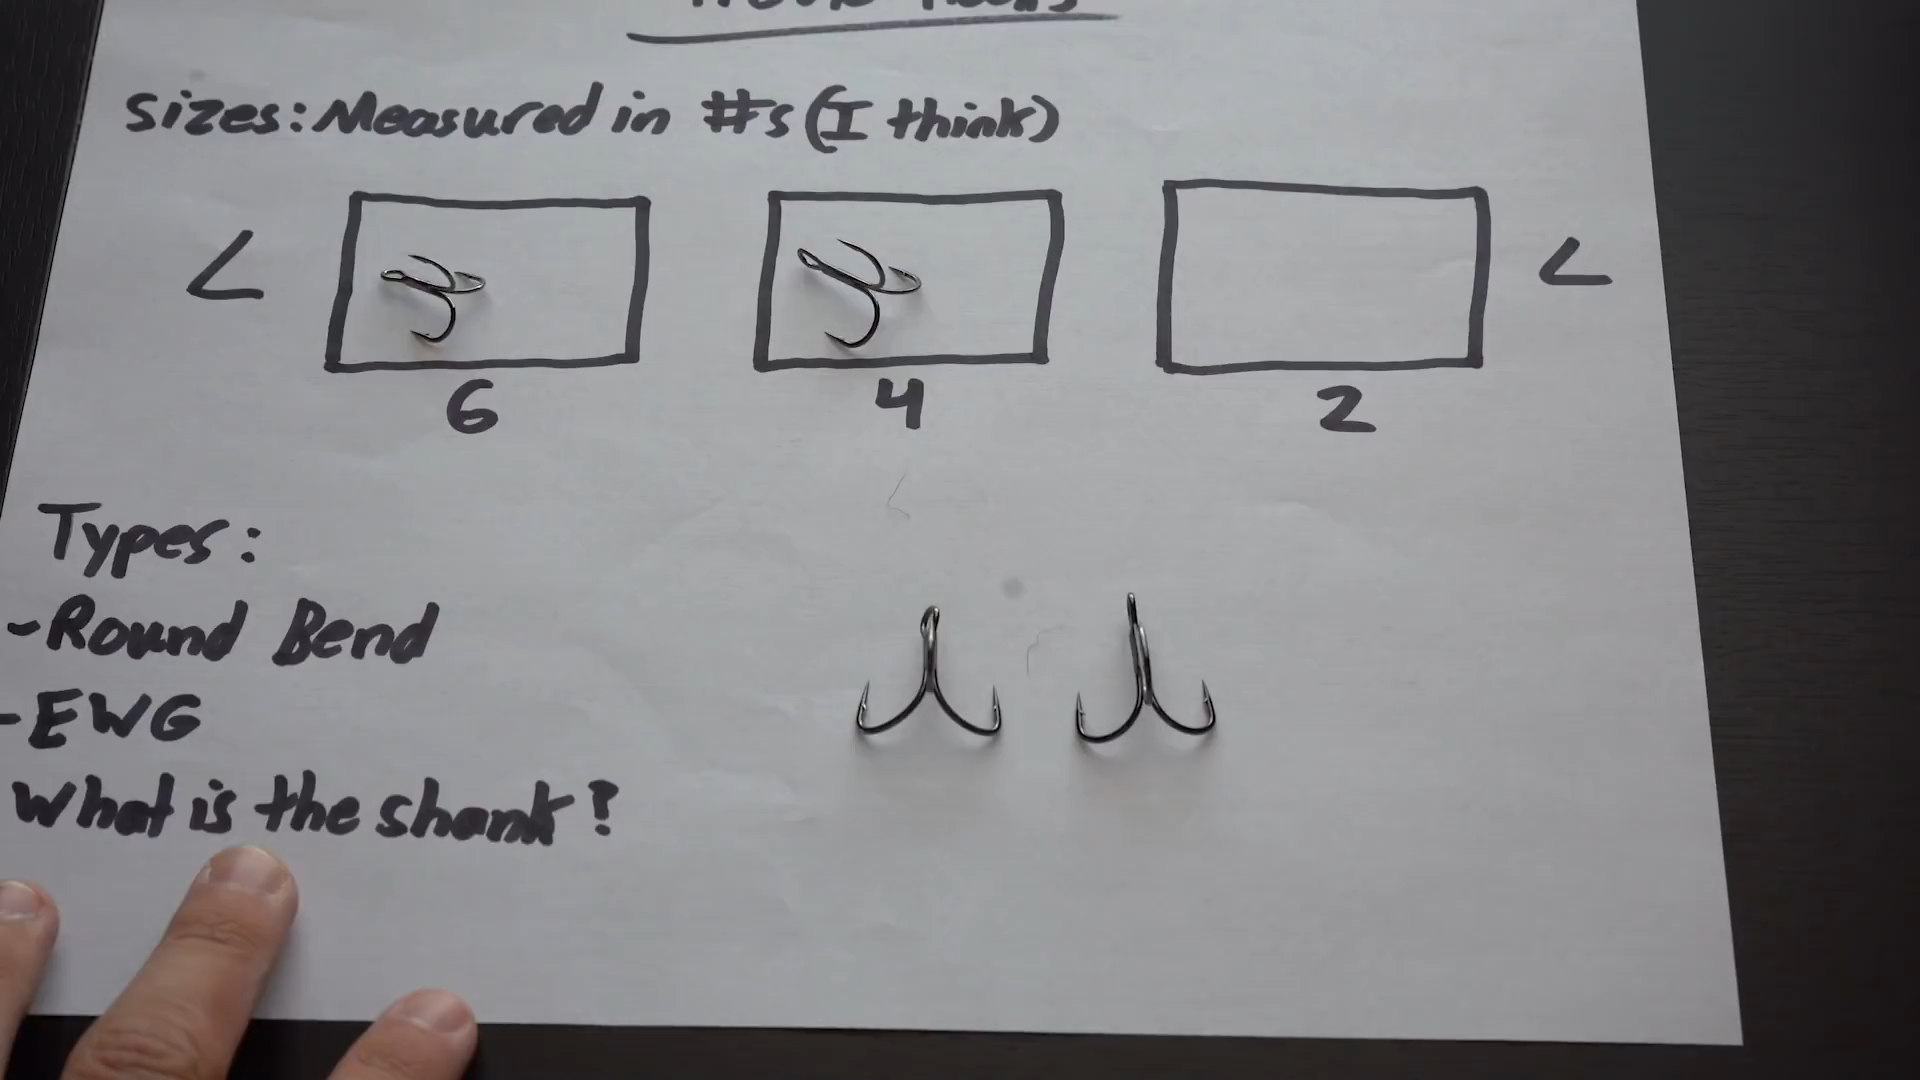 Sizes: Measured in #s (I think)
< < 
6 4 2
Types:
- Round Bend
- EWG
What is the shank?